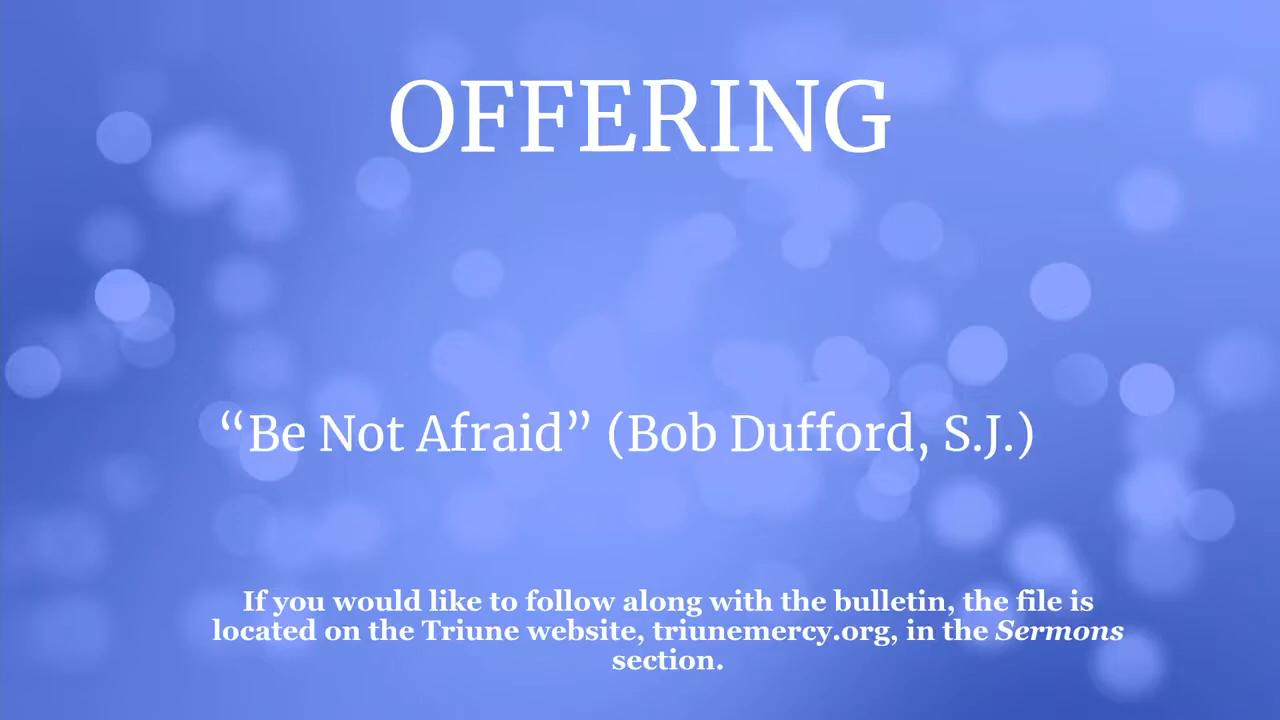 OFFERING
“Be Not Afraid” (Bob Dufford, S.J.)
If you would like to follow along with the bulletin, the file is
located on the Triune website, triunemercy.org, in the Sermons
section.